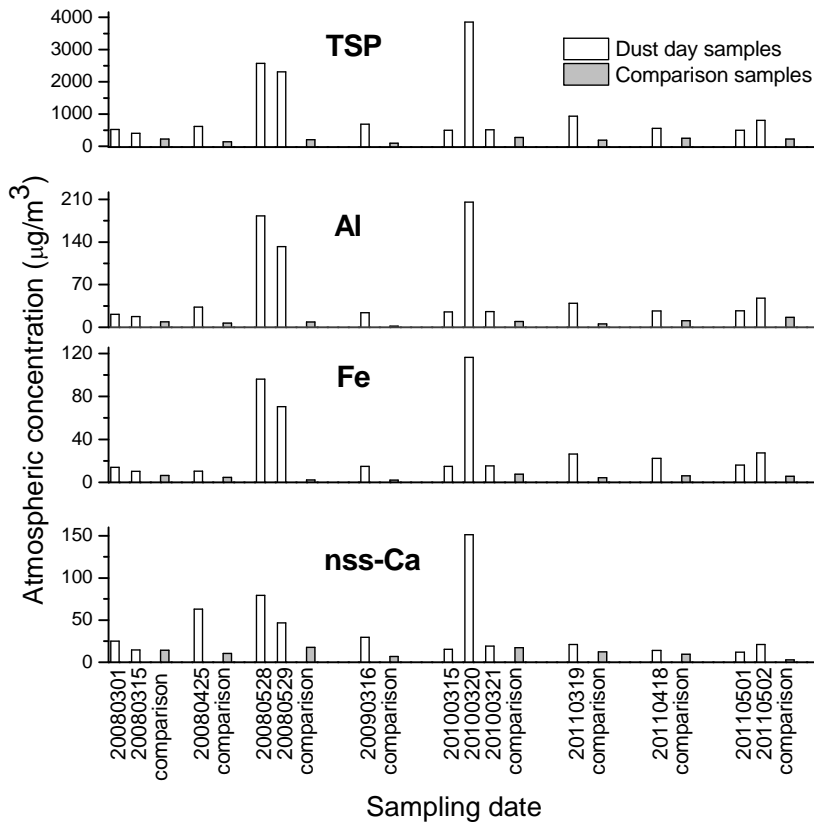 TSP
Dust day samples
Comparison samples
4000
3000
2000
1000
0
Al
210
140
70
0
Fe
120
80
40
0
nss-Ca
150
100
50
0
Atmospheric concentration (μg/m³)
20080301
20080315
comparison
20080425
comparison
20080528
20080529
comparison
20090316
comparison
20100315
20100320
20100321
comparison
20110319
comparison
20110418
comparison
20110501
20110502
comparison
Sampling date